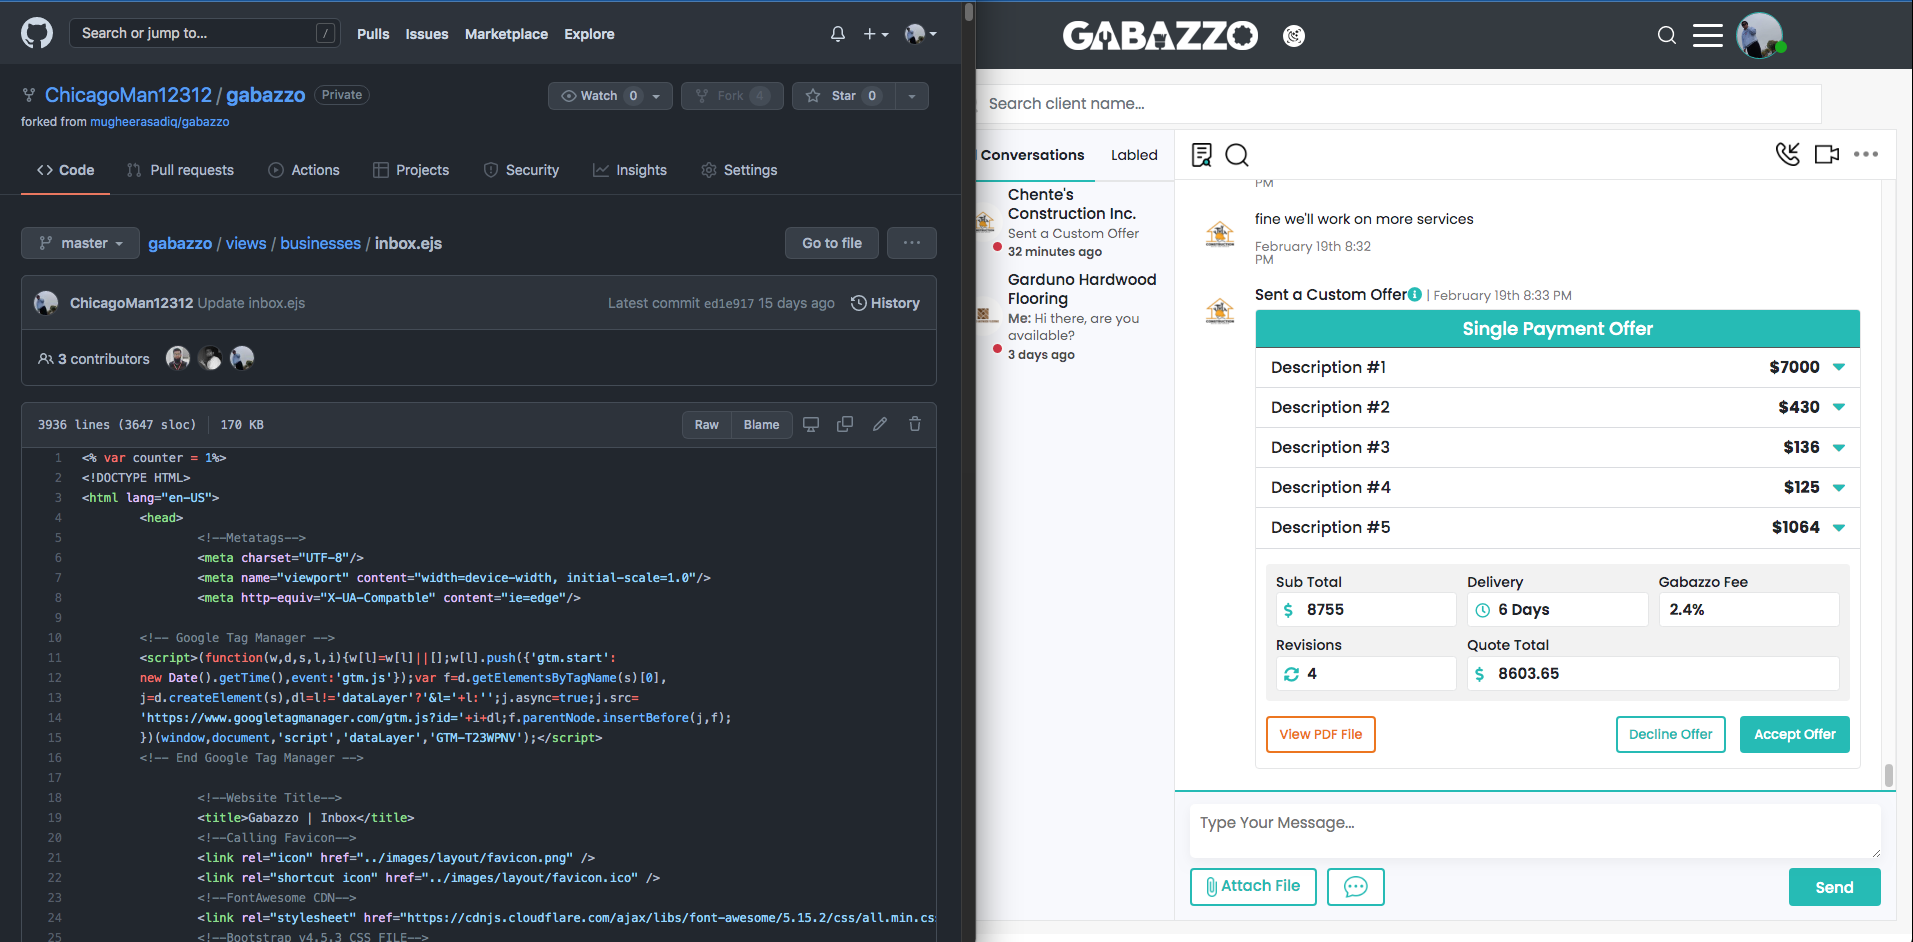 Search or jump to...
/
Pulls
Issues
Marketplace
Explore
ChicagoMan12312 / gabazzo
Private
forked from mugheerasadiq/gabazzo
Watch 0
Fork 4
Star 0
Code
Pull requests
Actions
Projects
Security
Insights
Settings
master
gabazzo / views / businesses / inbox.ejs
Go to file
ChicagoMan12312 Update inbox.ejs
Latest commit ed1e917 15 days ago
History
3 contributors
3936 lines (3647 sloc)
170 KB
Raw
Blame
1 <% var counter = 1%>
2 <!DOCTYPE HTML>
3 <html lang="en-US">
4 <head>
5 <!--Metatags-->
6 <meta charset="UTF-8"/>
7 <meta name="viewport" content="width=device-width, initial-scale=1.0"/>
8 <meta http-equiv="X-UA-Compatble" content="ie=edge"/>
9
10 <!-- Google Tag Manager -->
11 <script>(function(w,d,s,l,i){w[l]=w[l]||[];w[l].push({'gtm.start':
12 new Date().getTime(),event:'gtm.js'});var f=d.getElementsByTagName(s)[0],
13 j=d.createElement(s),dl=l!='dataLayer'?'&l='+l:'';j.async=true;j.src=
14 'https://www.googletagmanager.com/gtm.js?id='+i+dl;f.parentNode.insertBefore(j,f);
15 })(window,document,'script','dataLayer','GTM-T23WPNV');</script>
16 <!-- End Google Tag Manager -->
17
18 <!--Website Title-->
19 <title>Gabazzo | Inbox</title>
20 <!--Calling Favicon-->
21 <link rel="icon" href="../images/layout/favicon.png" />
22 <link rel="shortcut icon" href="../images/layout/favicon.ico" />
23 <!--FontAwesome CDN-->
24 <link rel="stylesheet" href="https://cdnjs.cloudflare.com/ajax/libs/font-awesome/5.15.2/css/all.min.cs
25 <!--Bootstrap v4.5.3 CSS FILE-->
GABAZZO
Search client name...
Conversations
Labled
Chente's
Construction Inc.
Sent a Custom Offer
32 minutes ago
Garduno Hardwood
Flooring
Me: Hi there, are you
available?
3 days ago
PM
fine we'll work on more services
February 19th 8:32
PM
Sent a Custom Offer | February 19th 8:33 PM
Single Payment Offer
Description #1 $7000
Description #2 $430
Description #3 $136
Description #4 $125
Description #5 $1064
Sub Total
$ 8755
Delivery
6 Days
Gabazzo Fee
2.4%
Revisions
4
Quote Total
$ 8603.65
View PDF File
Decline Offer
Accept Offer
Type Your Message...
Attach File
Send